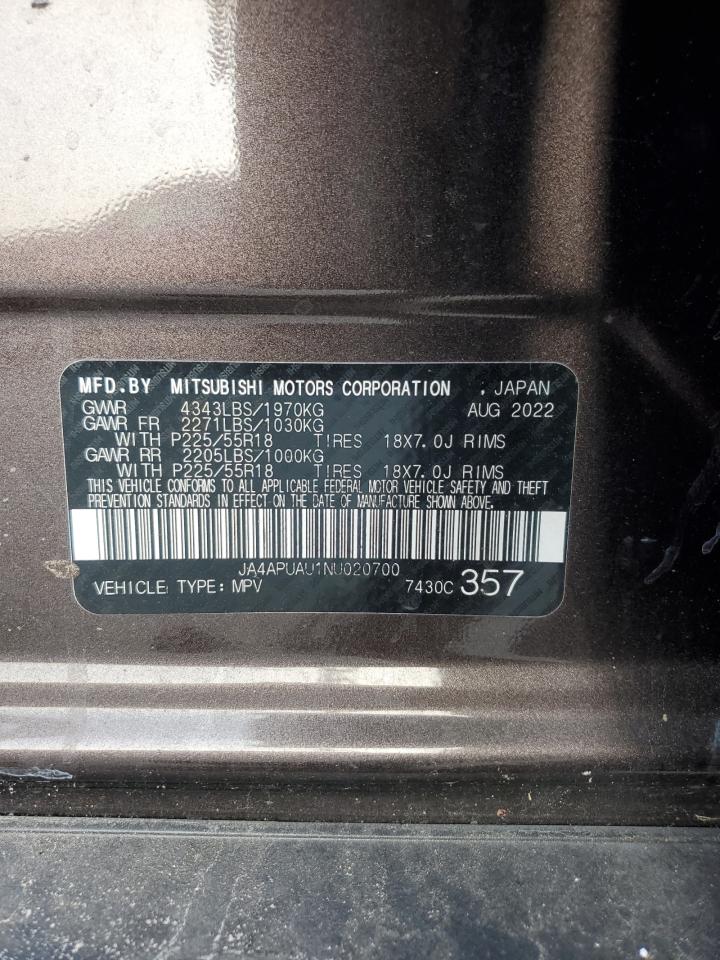 MFD.BY MITSUBISHI MOTORS CORPORATION , JAPAN
GVWR 4343LBS/1970KG AUG 2022
GAWR FR 2271LBS/1030KG
WITH P225/55R18 TIRES 18X7.0J RIMS
GAWR RR 2205LBS/1000KG
WITH P225/55R18 TIRES 18X7.0J RIMS
THIS VEHICLE CONFORMS TO ALL APPLICABLE FEDERAL MOTOR VEHICLE SAFETY AND THEFT
PREVENTION STANDARDS IN EFFECT ON THE DATE OF MANUFACTURE SHOWN ABOVE.
JA4APUAU1NU020700
VEHICLE TYPE: MPV 7430C 357